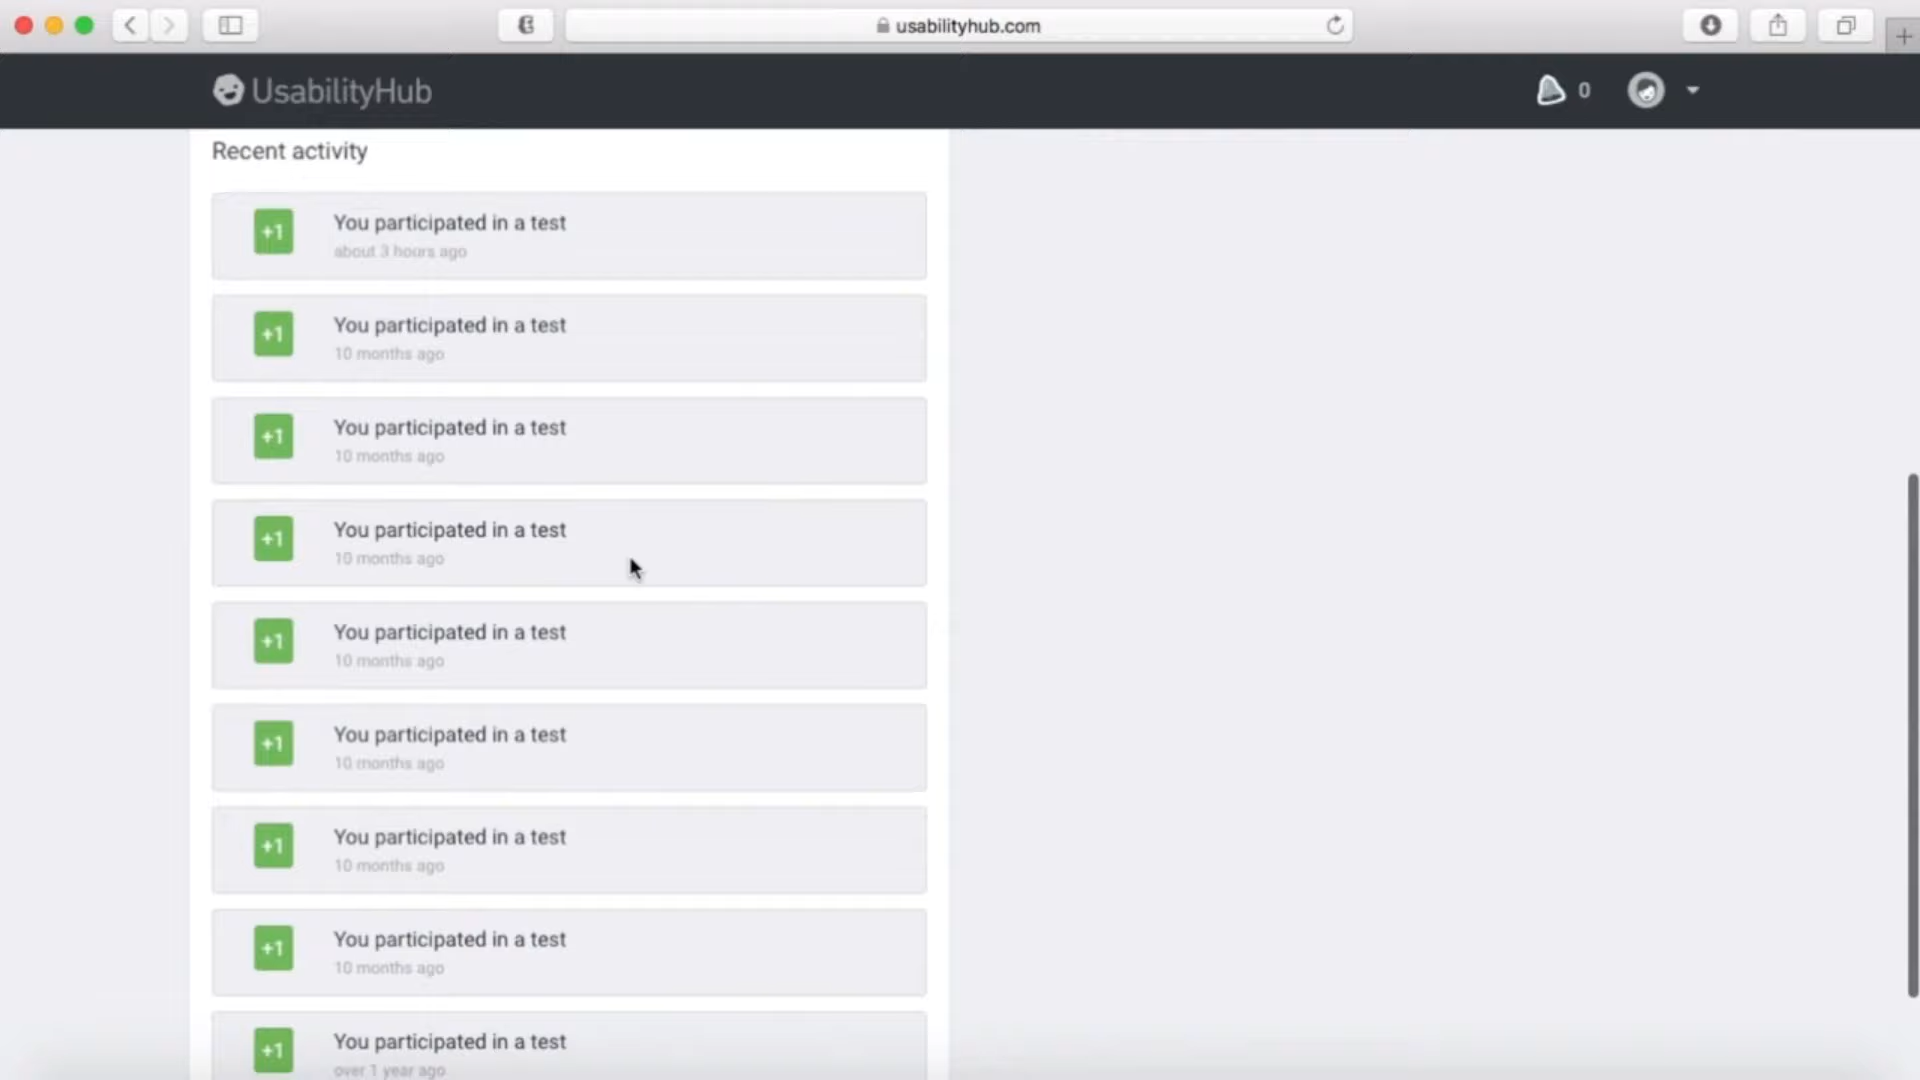 usabilityhub.com
UsabilityHub
0
Recent activity
+1
You participated in a test
about 3 hours ago
+1
You participated in a test
10 months ago
+1
You participated in a test
10 months ago
+1
You participated in a test
10 months ago
+1
You participated in a test
10 months ago
+1
You participated in a test
10 months ago
+1
You participated in a test
10 months ago
+1
You participated in a test
10 months ago
+1
You participated in a test
over 1 year ago